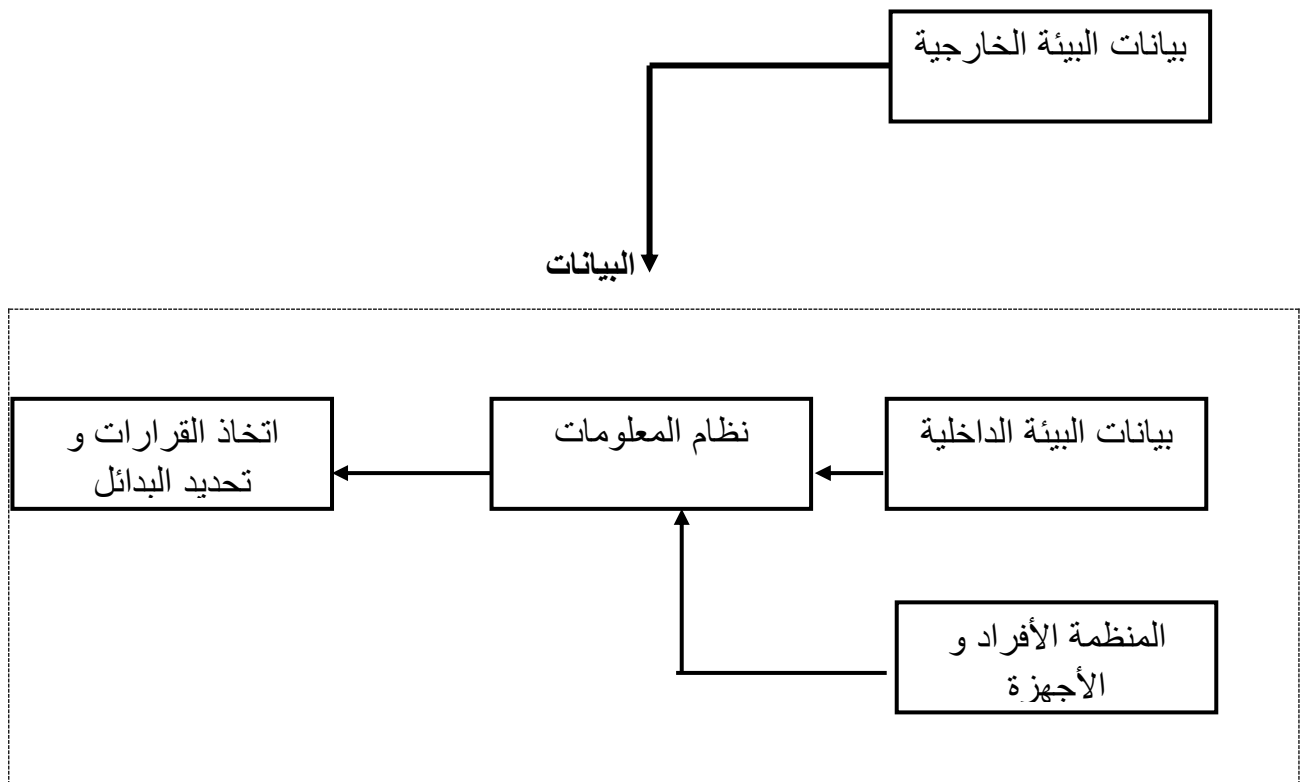 بيانات البيئة الخارجية
البيانات
بيانات البيئة الداخلية
نظام المعلومات
اتخاذ القرارات و
تحديد البدائل
المنظمة الأفراد و
الأجهزة